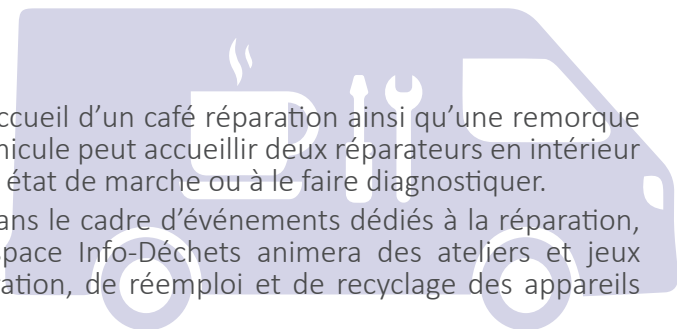 ccueil d’un café réparation ainsi qu’une remorque
hicule peut accueillir deux réparateurs en intérieur
état de marche ou à le faire diagnostiquer.
ans le cadre d’événements dédiés à la réparation,
space Info-Déchets animera des ateliers et jeux
ation, de réemploi et de recyclage des appareils